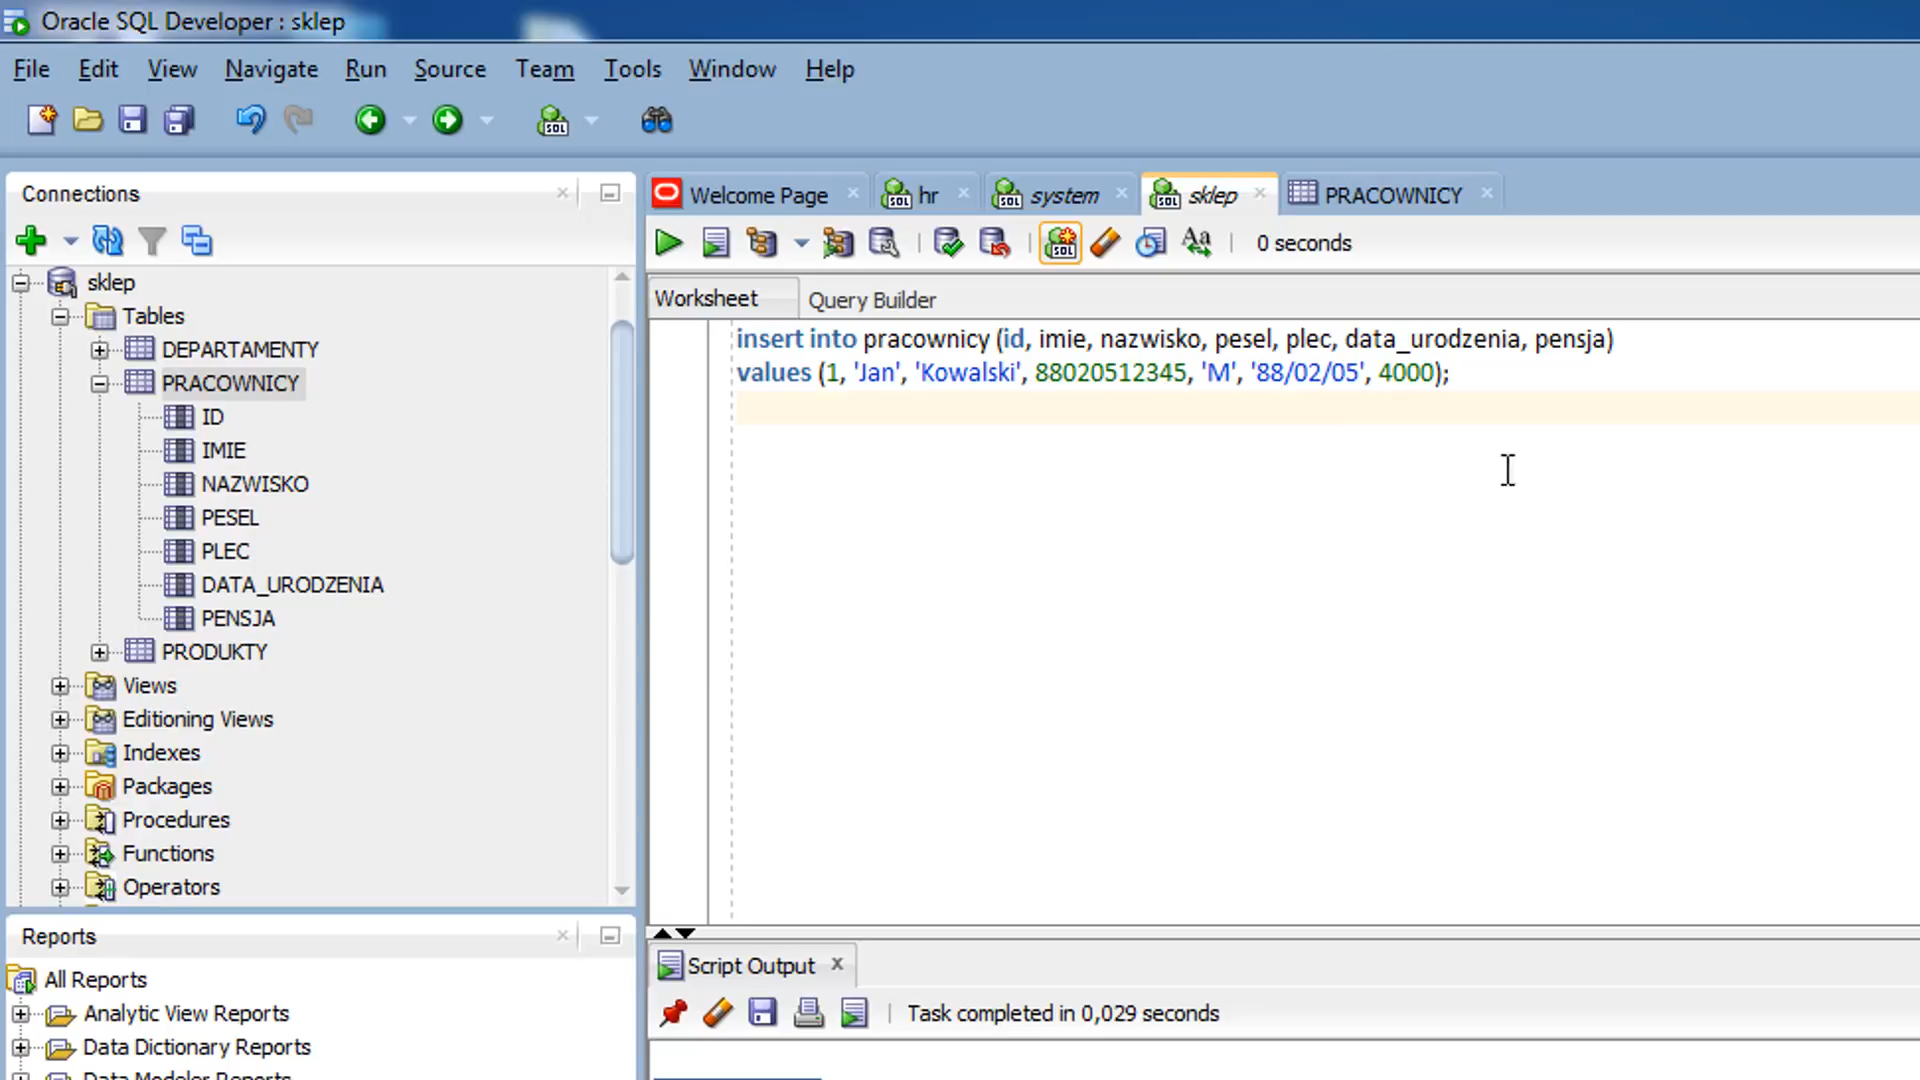 Oracle SQL Developer : sklep
File Edit View Navigate Run Source Team Tools Window Help
Connections
sklep
Tables
DEPARTAMENTY
PRACOWNICY
ID
IMIE
NAZWISKO
PESEL
PLEC
DATA_URODZENIA
PENSJA
PRODUKTY
Views
Editioning Views
Indexes
Packages
Procedures
Functions
Operators
Reports
All Reports
Analytic View Reports
Data Dictionary Reports
Data Modeler Reports
Welcome Page hr system sklep PRACOWNICY
0 seconds
Worksheet Query Builder
insert into pracownicy (id, imie, nazwisko, pesel, plec, data_urodzenia, pensja)
values (1, 'Jan', 'Kowalski', 88020512345, 'M', '88/02/05', 4000);
Script Output
Task completed in 0,029 seconds